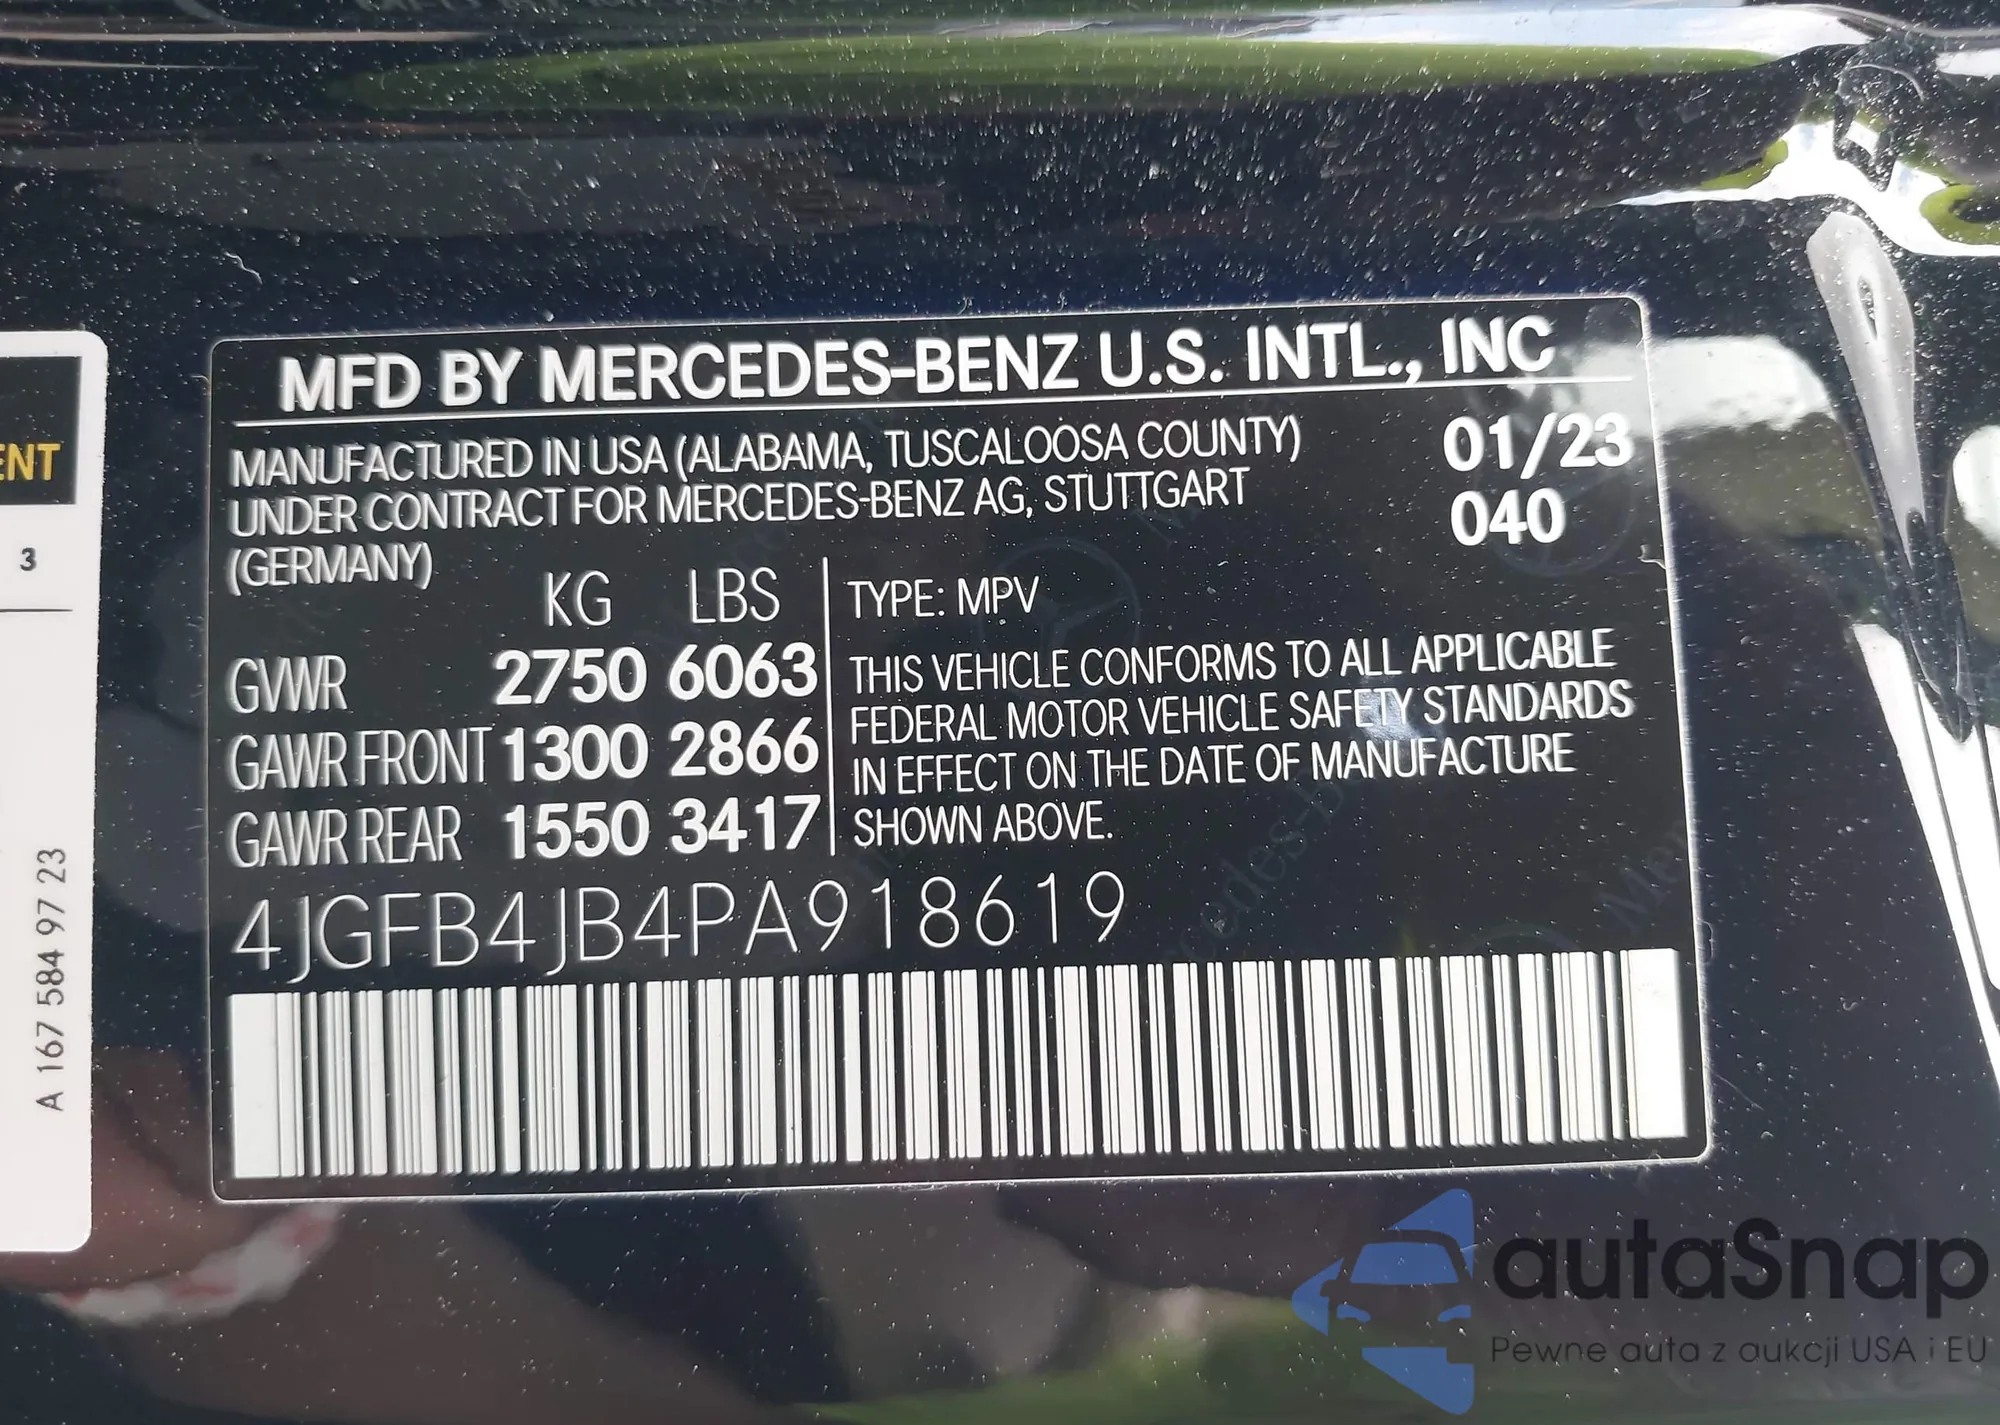 MFD BY MERCEDES-BENZ U.S. INTL., INC
MANUFACTURED IN USA (ALABAMA, TUSCALOOSA COUNTY) 01/23
UNDER CONTRACT FOR MERCEDES-BENZ AG, STUTTGART 040
(GERMANY)
KG LBS
GVWR 2750 6063
GAWR FRONT 1300 2866
GAWR REAR 1550 3417
TYPE: MPV
THIS VEHICLE CONFORMS TO ALL APPLICABLE
FEDERAL MOTOR VEHICLE SAFETY STANDARDS
IN EFFECT ON THE DATE OF MANUFACTURE
SHOWN ABOVE.
4JGFB4JB4PA918619
ENT
3
A 167 584 97 23
autaSnap
Pewne auta z aukcji USA i EU